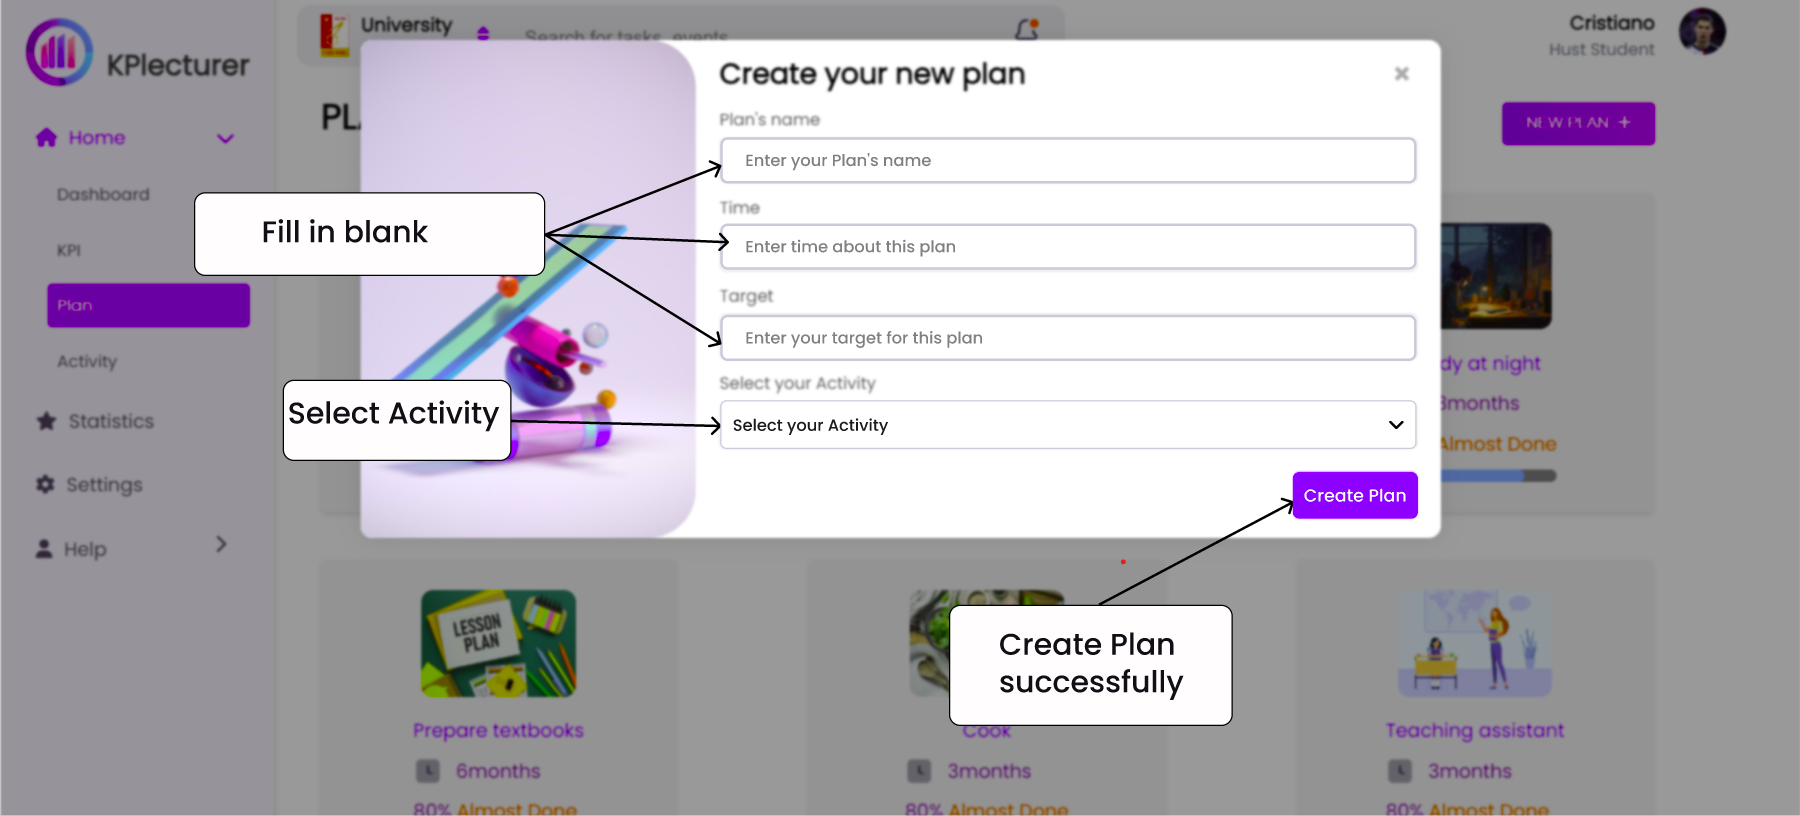 KPlecturer
University
Search for tasks, events
Cristiano
Hust Student
Home
Dashboard
KPI
Plan
Activity
Statistics
Settings
Help
NEW PLAN +
Create your new plan
Plan's name
Enter your Plan's name
Time
Enter time about this plan
Target
Enter your target for this plan
Select your Activity
Select your Activity
Create Plan
Fill in blank
Select Activity
Create Plan
successfully
at night
Almost Done
LESSON
PLAN
Prepare textbooks
6months
80% Almost Done
Cook
3months
80% Almost Done
Teaching assistant
3months
80% Almost Done